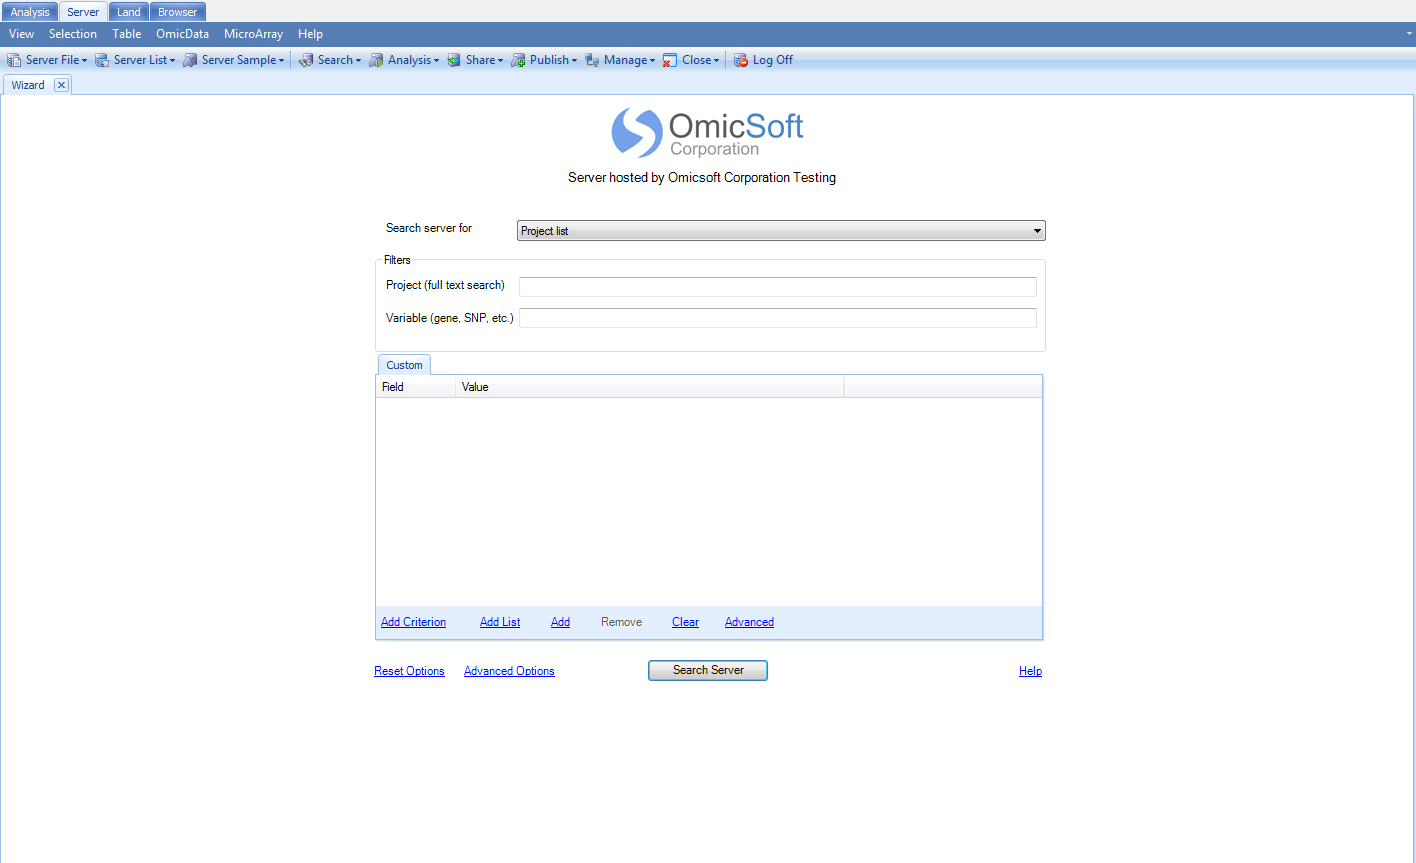 Analysis Server Land Browser
View Selection Table OmicData MicroArray Help
Server File Server List Server Sample Search Analysis Share Publish Manage Close Log Off
Wizard
OmicSoft
Corporation
Server hosted by Omicsoft Corporation Testing
Search server for Project list
Filters
Project (full text search)
Variable (gene, SNP, etc.)
Custom
Field Value
Add Criterion Add List Add Remove Clear Advanced
Reset Options Advanced Options Search Server Help